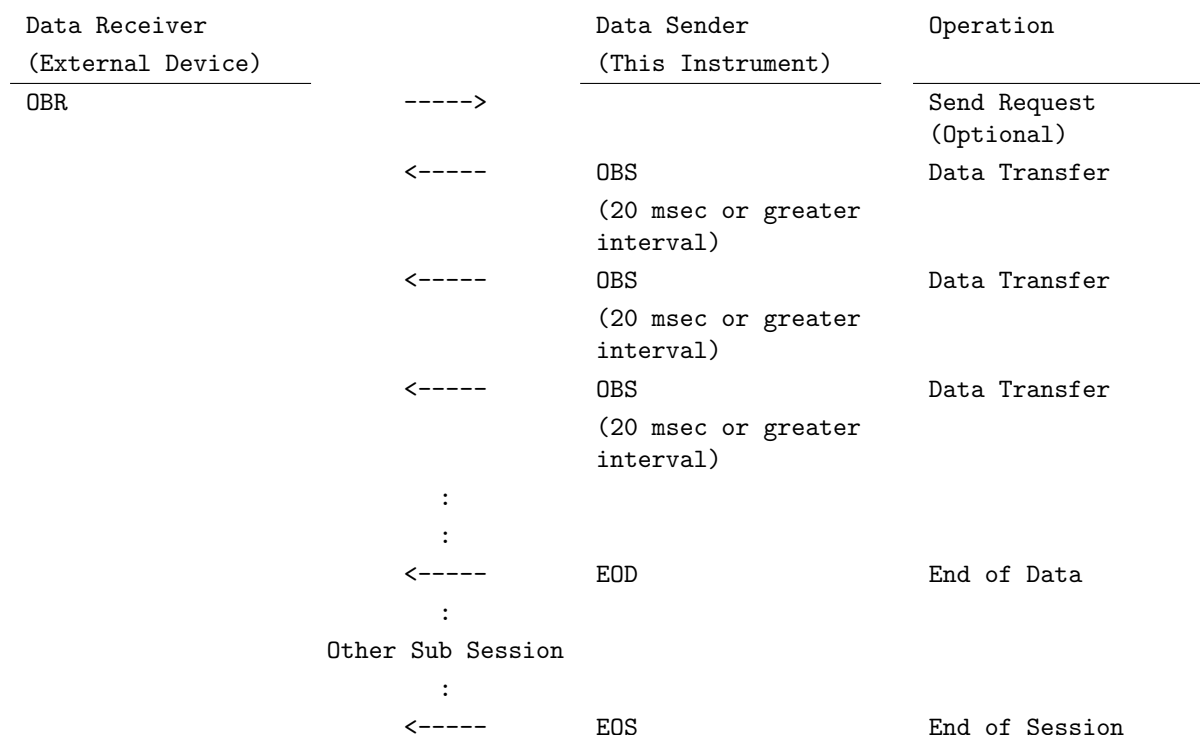 Data Receiver Data Sender Operation
(External Device) (This Instrument)
OBR -----> Send Request
(Optional)
<----- OBS Data Transfer
(20 msec or greater
interval)
<----- OBS Data Transfer
(20 msec or greater
interval)
<----- OBS Data Transfer
(20 msec or greater
interval)
:
:
<----- EOD End of Data
:
Other Sub Session
:
<----- EOS End of Session